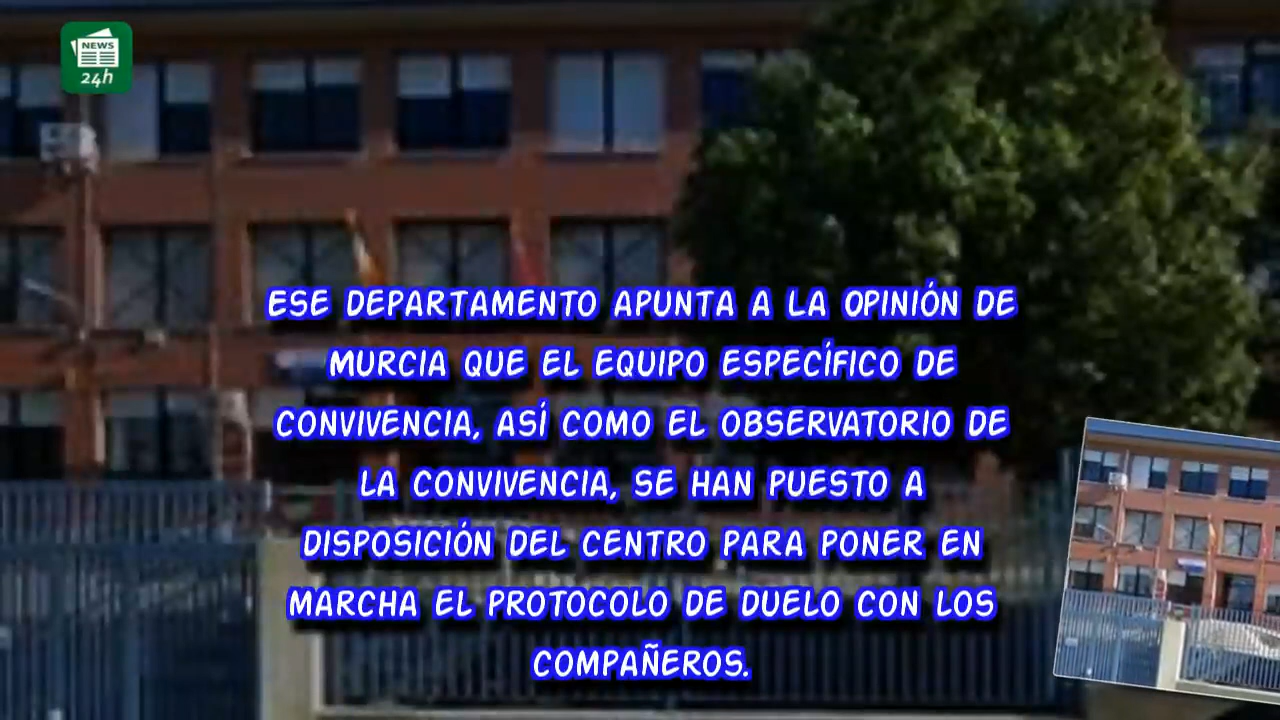 NEWS
24h
ESE DEPARTAMENTO APUNTA A LA OPINIÓN DE
MURCIA QUE EL EQUIPO ESPECÍFICO DE
CONVIVENCIA, ASÍ COMO EL OBSERVATORIO DE
LA CONVIVENCIA, SE HAN PUESTO A
DISPOSICIÓN DEL CENTRO PARA PONER EN
MARCHA EL PROTOCOLO DE DUELO CON LOS
COMPAÑEROS.